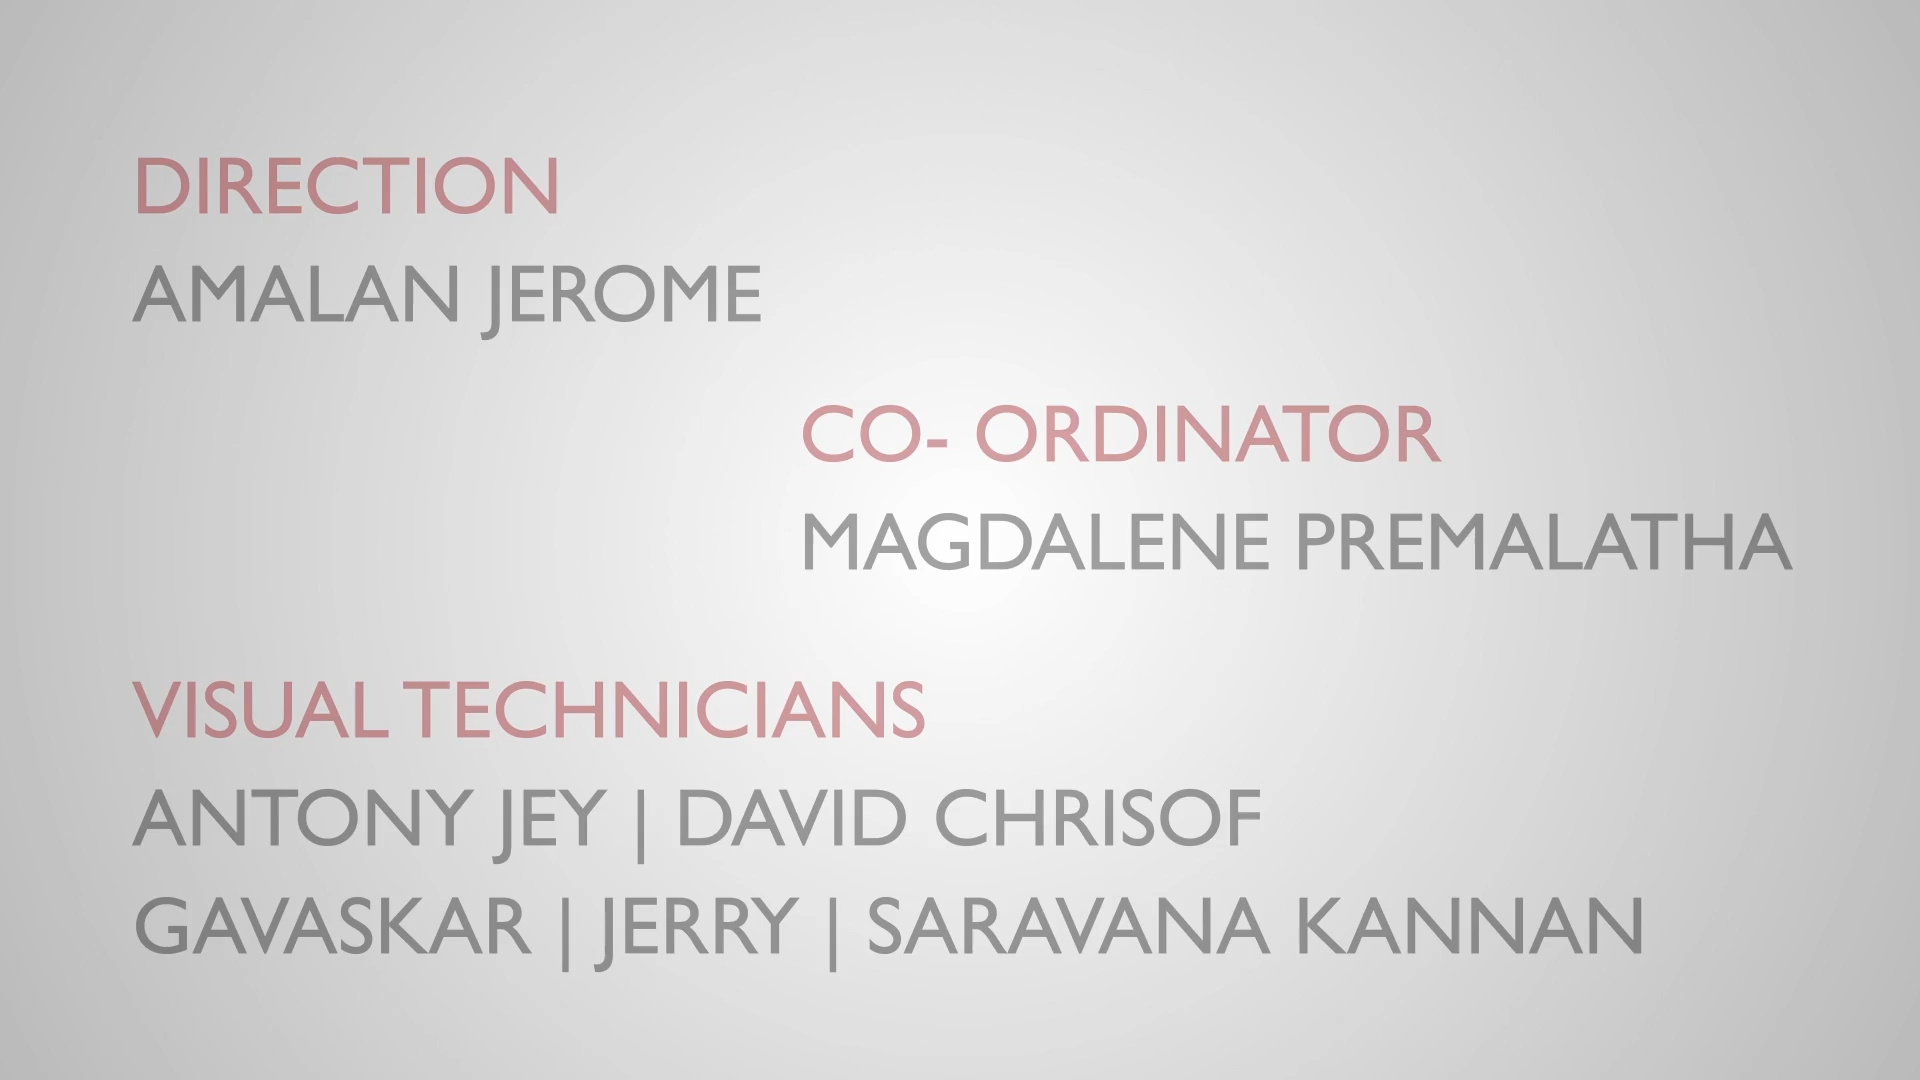 DIRECTION
AMALAN JEROME
CO- ORDINATOR
MAGDALENE PREMALATHA
VISUAL TECHNICIANS
ANTONY JEY | DAVID CHRISOF
GAVASKAR | JERRY | SARAVANA KANNAN